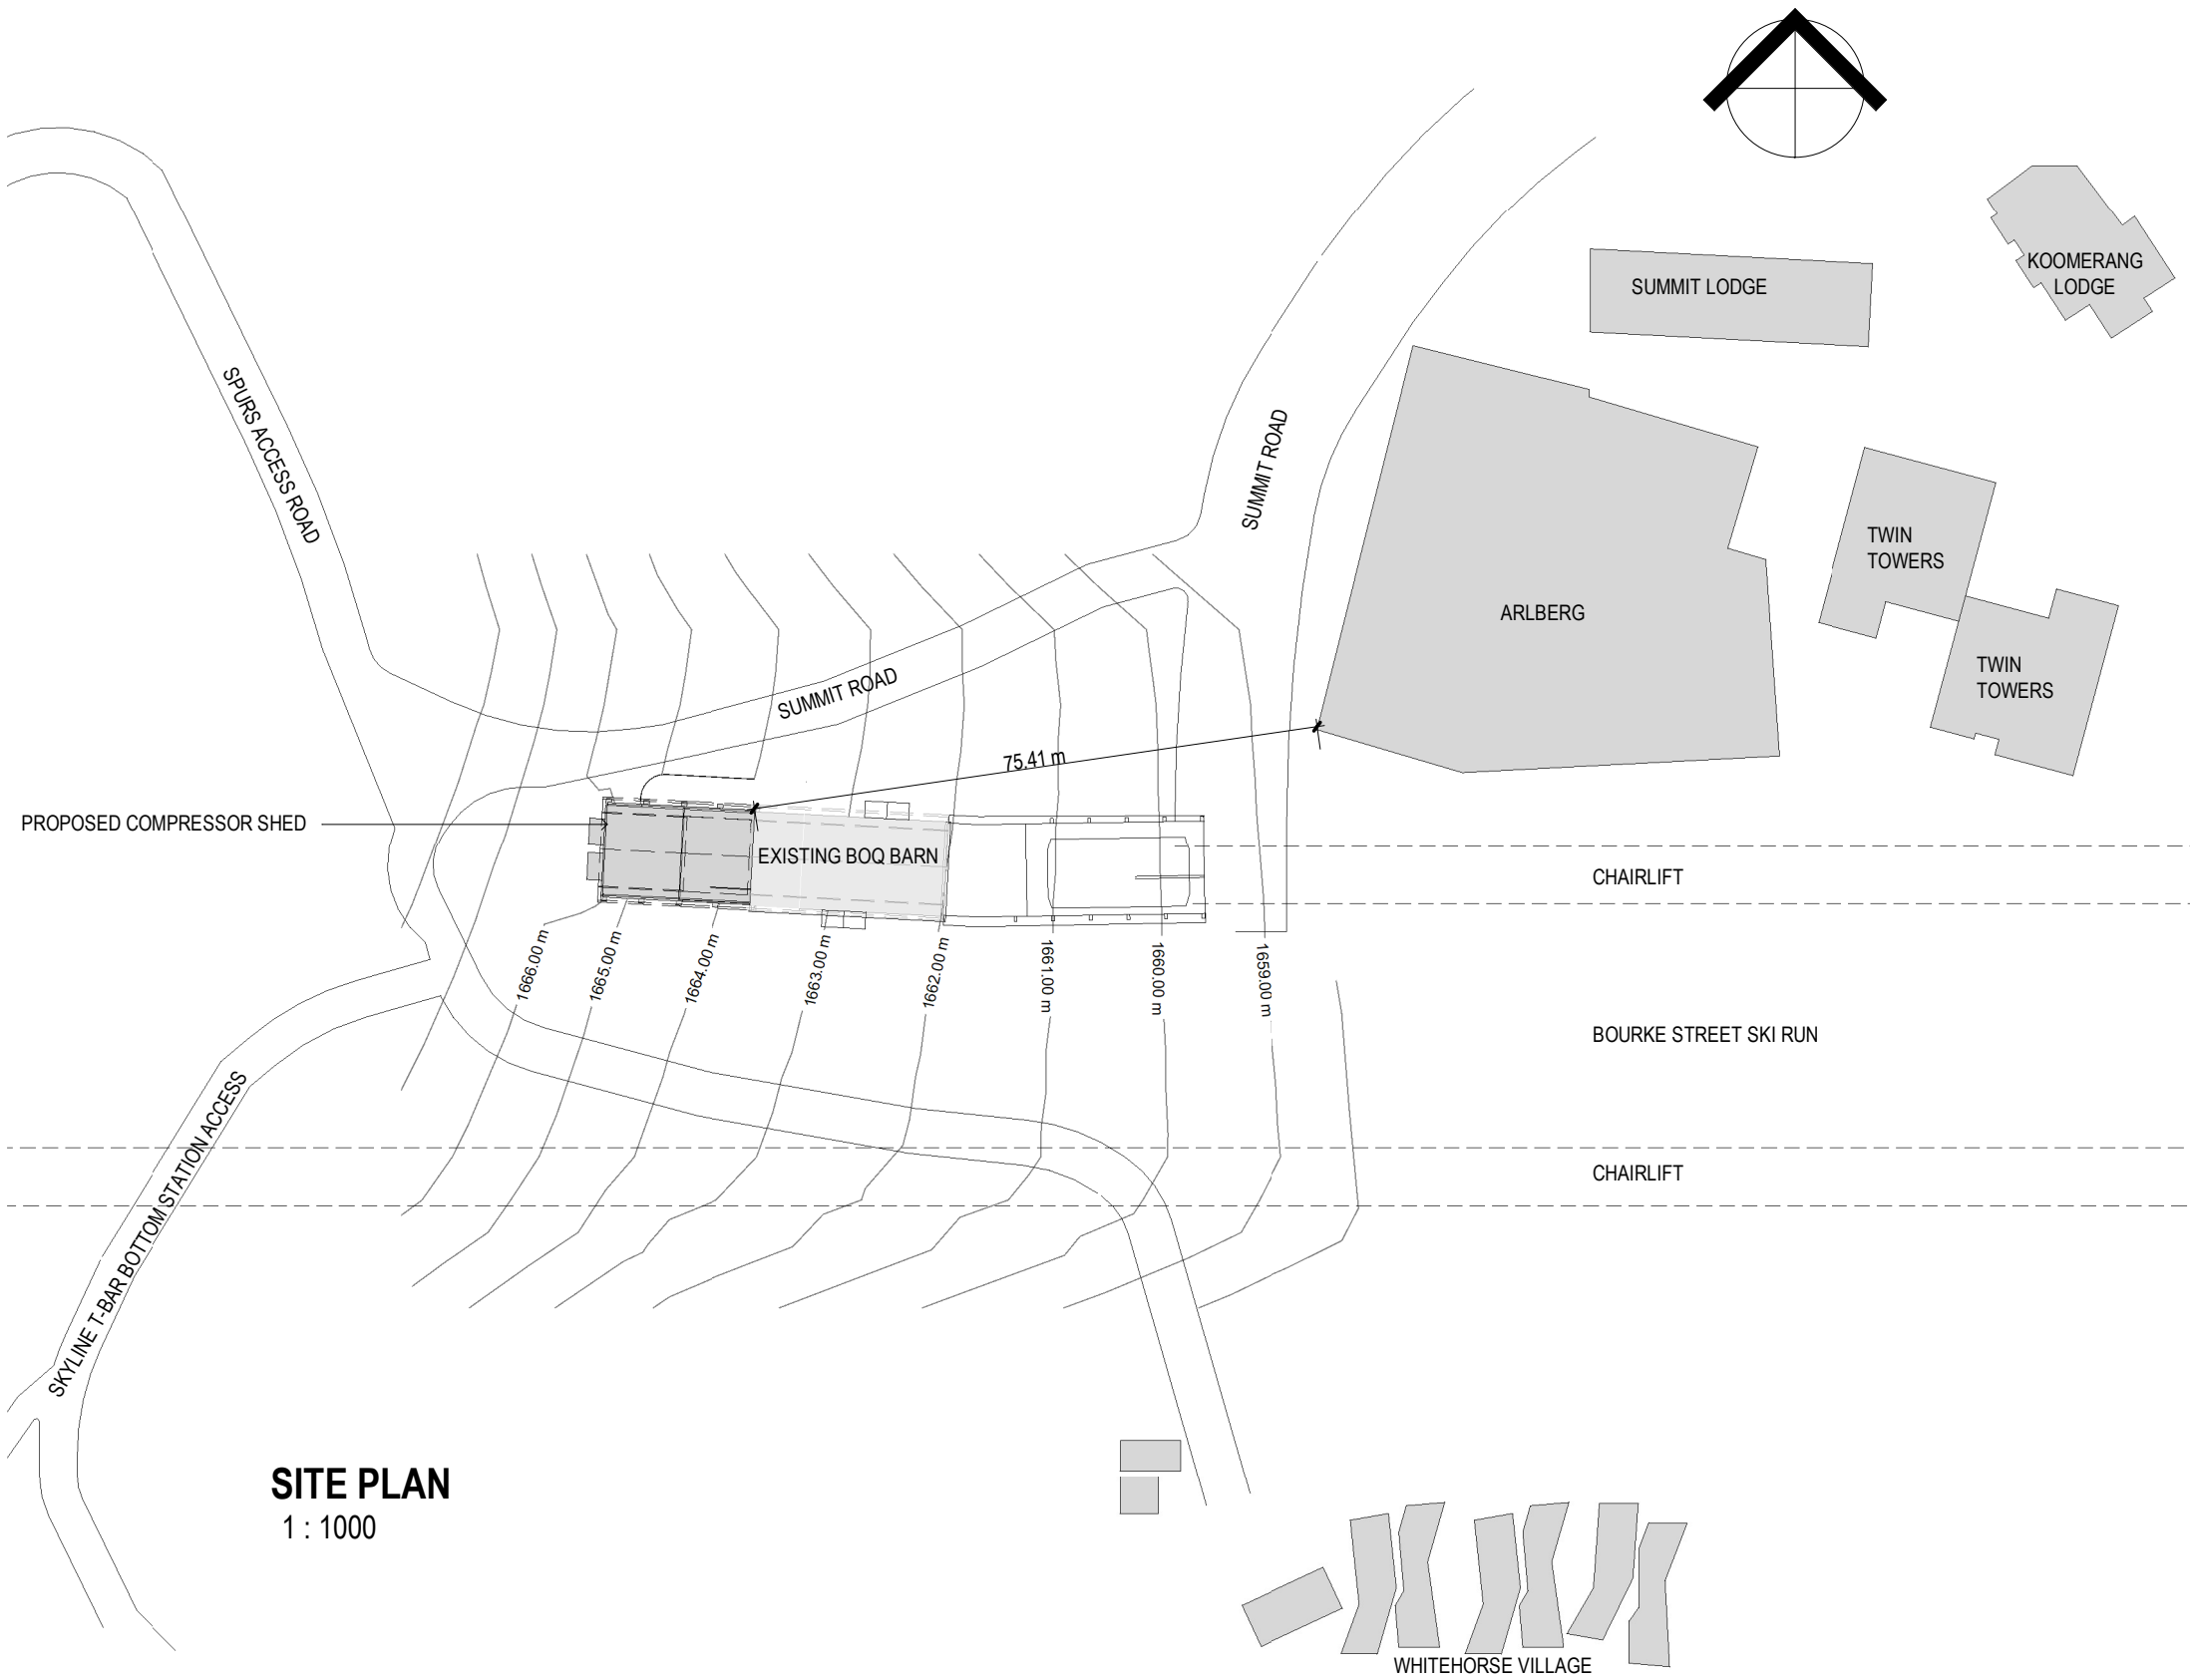 KOOMERANG
LODGE
SUMMIT LODGE
SPURS ACCESS ROAD
SUMMIT ROAD
TWIN
TOWERS
ARLBERG
TWIN
TOWERS
SUMMIT ROAD
75.41 m
PROPOSED COMPRESSOR SHED
EXISTING BOQ BARN
CHAIRLIFT
1666.00 m
1665.00 m
1664.00 m
1663.00 m
1662.00 m
1661.00 m
1660.00 m
1659.00 m
BOURKE STREET SKI RUN
CHAIRLIFT
SKYLINE T-BAR BOTTOM STATION ACCESS
SITE PLAN
1 : 1000
WHITEHORSE VILLAGE